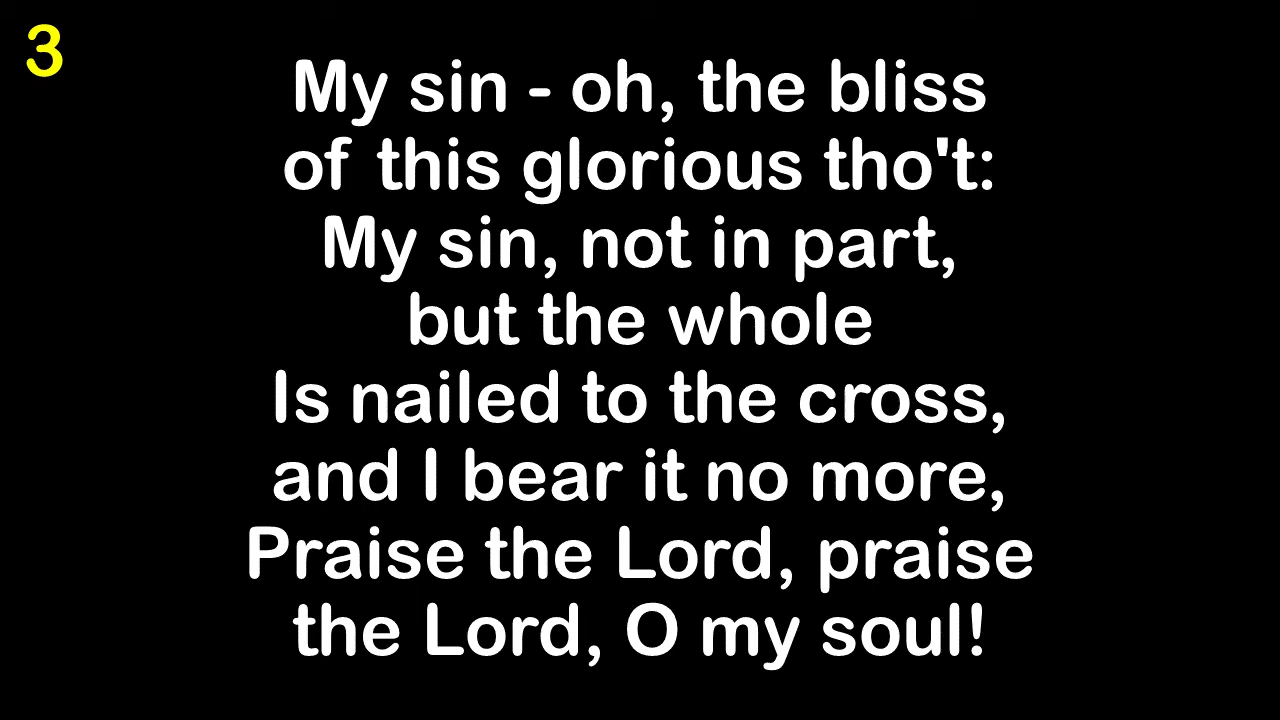 3
My sin - oh, the bliss
of this glorious tho't:
My sin, not in part,
but the whole
Is nailed to the cross,
and I bear it no more,
Praise the Lord, praise
the Lord, O my soul!